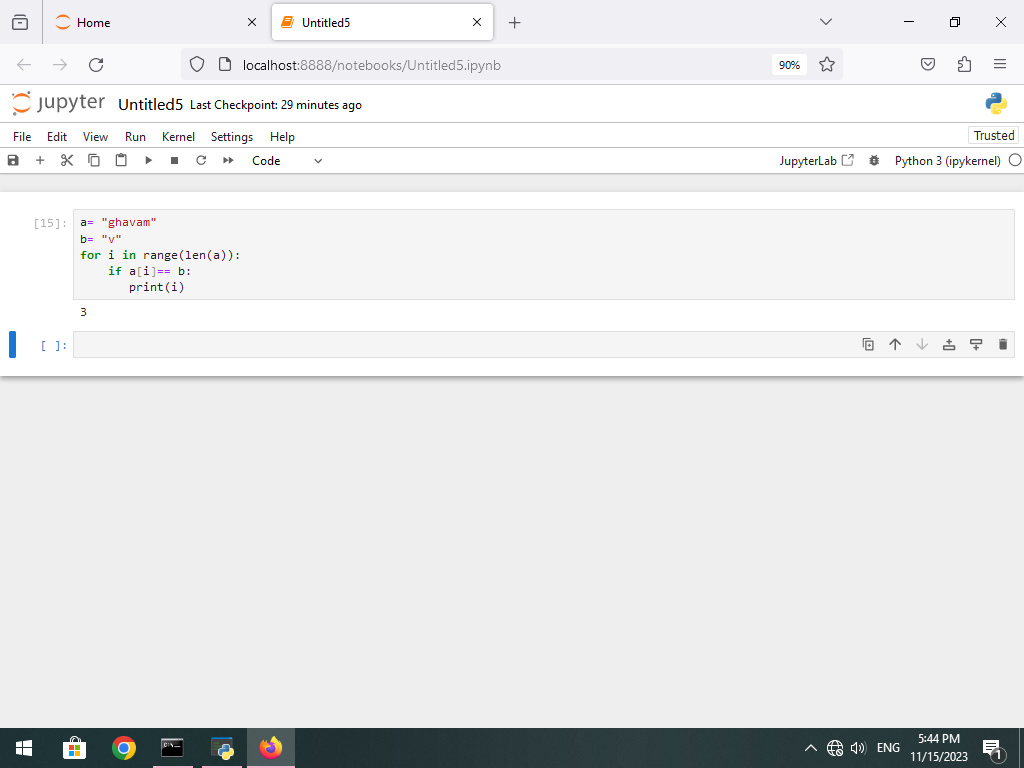 Home
Untitled5
localhost:8888/notebooks/Untitled5.ipynb
90%
jupyter Untitled5 Last Checkpoint: 29 minutes ago
File Edit View Run Kernel Settings Help
Trusted
Code
JupyterLab
Python 3 (ipykernel)
[15]:
a= "ghavam"
b= "v"
for i in range(len(a)):
    if a[i]== b:
       print(i)
3
[ ]:
ENG
5:44 PM
11/15/2023
1